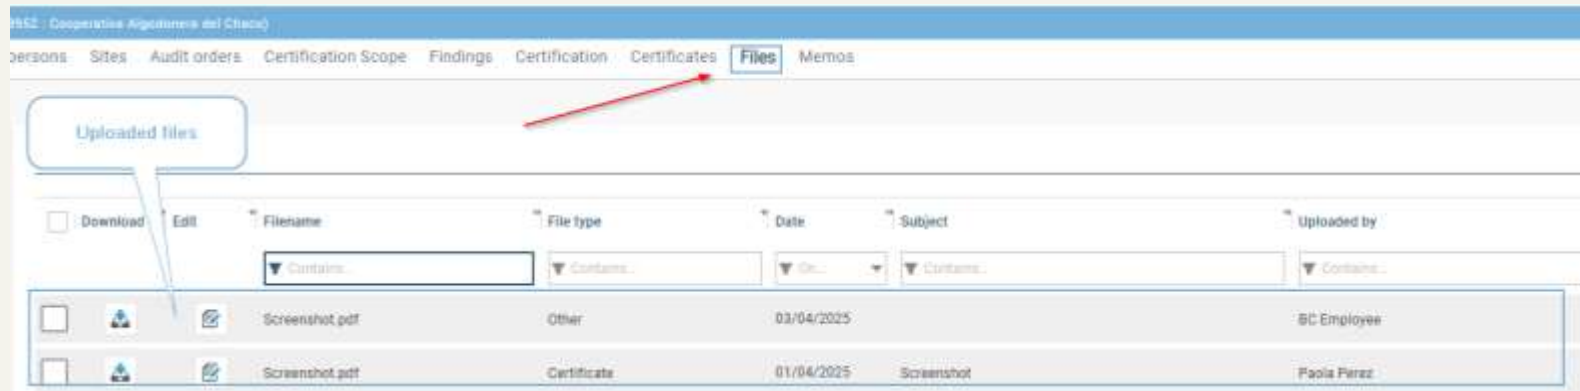 9952 : Cooperativa Algodonera del Chaco)
persons Sites Audit orders Certification Scope Findings Certification Certificates Files Memos
Uploaded files
Download Edit Filename File type Date Subject Uploaded by
Contains... Contains... On... Contains... Contains...
Screenshot.pdf Other 03/04/2025 BC Employee
Screenshot.pdf Certificate 01/04/2025 Screenshot Paola Perez